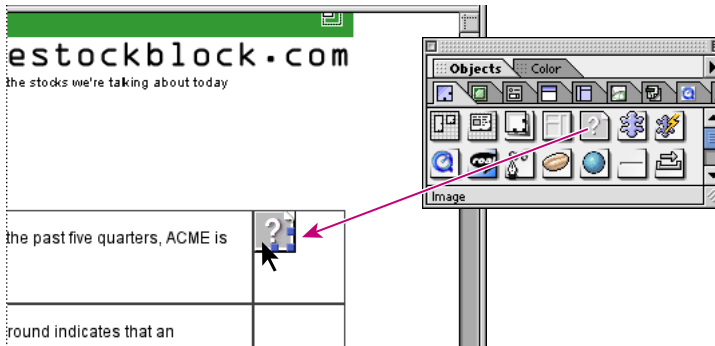 estockblock.com
the stocks we're talking about today
Objects
Color
?
real
Image
?
the past five quarters, ACME is
round indicates that an